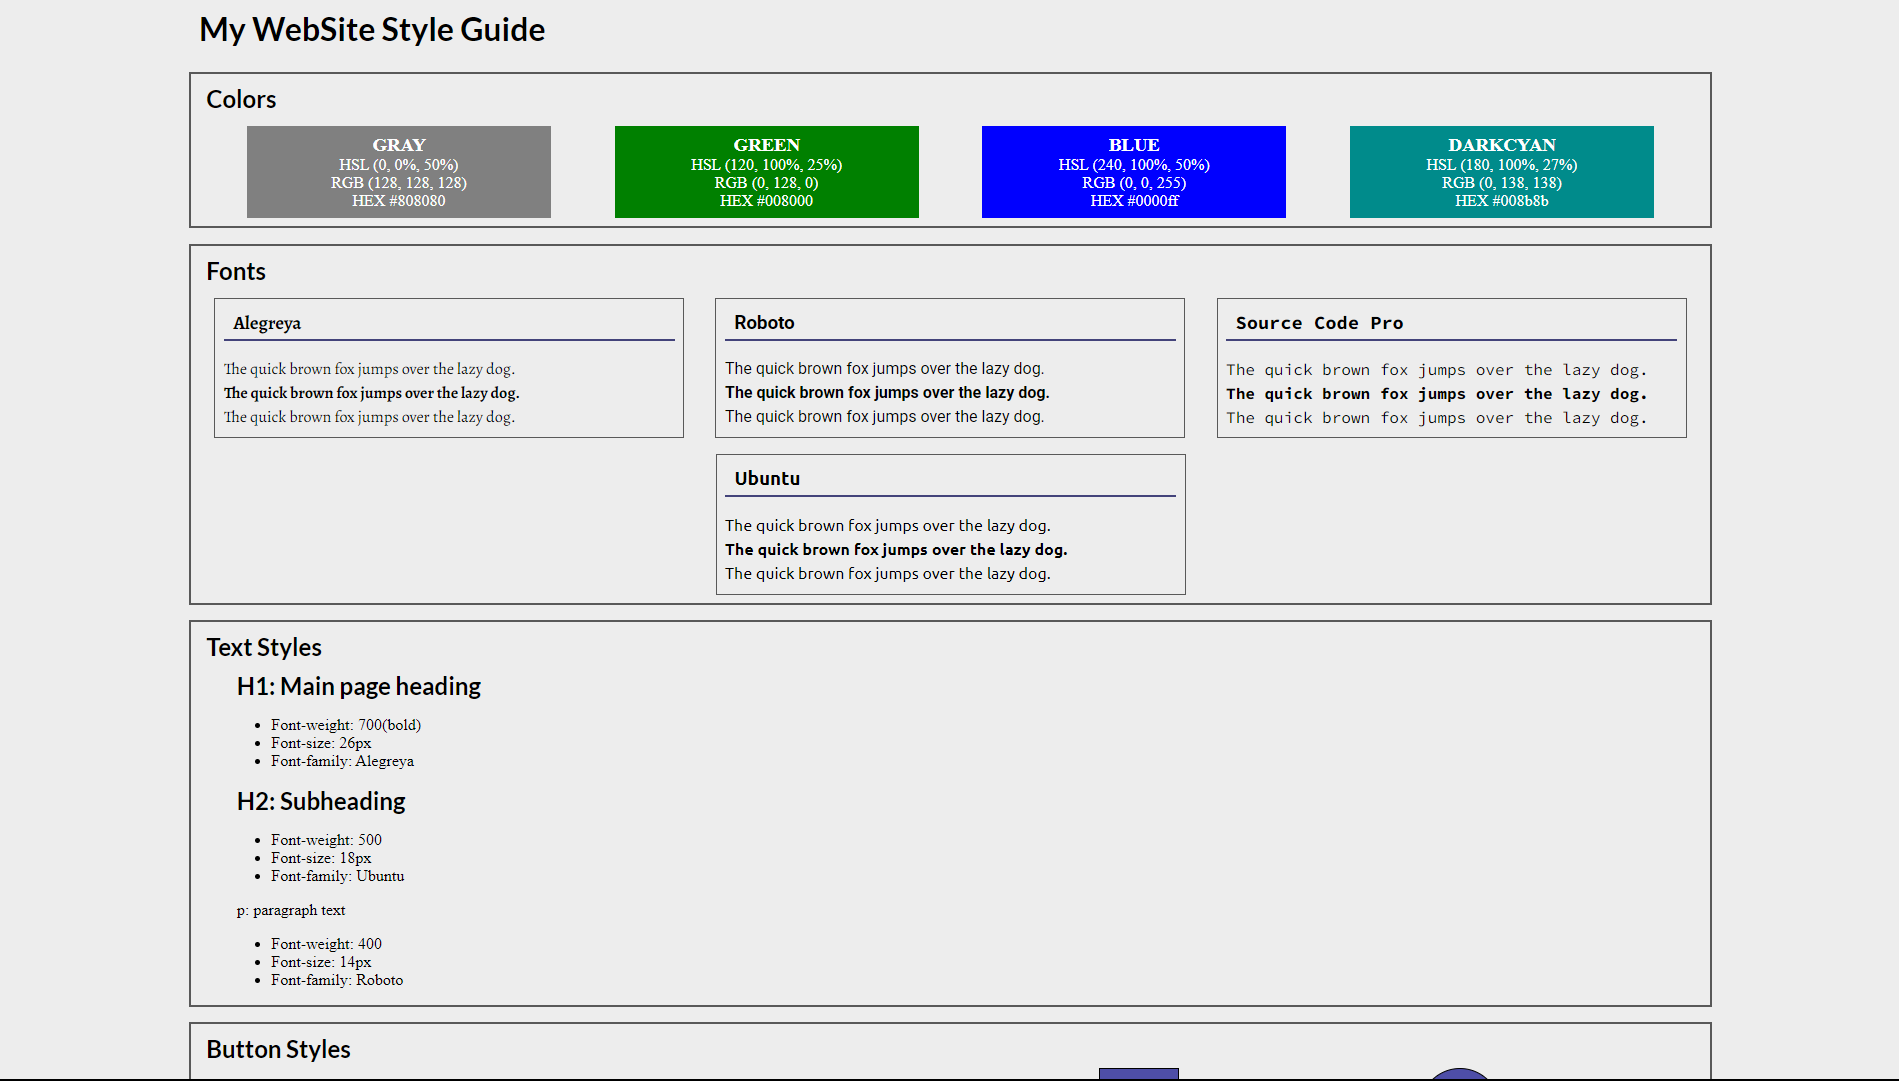 My WebSite Style Guide
Colors
GRAY
HSL (0, 0%, 50%)
RGB (128, 128, 128)
HEX #808080
GREEN
HSL (120, 100%, 25%)
RGB (0, 128, 0)
HEX #008000
BLUE
HSL (240, 100%, 50%)
RGB (0, 0, 255)
HEX #0000ff
DARKCYAN
HSL (180, 100%, 27%)
RGB (0, 138, 138)
HEX #008b8b
Fonts
Alegreya
The quick brown fox jumps over the lazy dog.
The quick brown fox jumps over the lazy dog.
The quick brown fox jumps over the lazy dog.
Roboto
The quick brown fox jumps over the lazy dog.
The quick brown fox jumps over the lazy dog.
The quick brown fox jumps over the lazy dog.
Source Code Pro
The quick brown fox jumps over the lazy dog.
The quick brown fox jumps over the lazy dog.
The quick brown fox jumps over the lazy dog.
Ubuntu
The quick brown fox jumps over the lazy dog.
The quick brown fox jumps over the lazy dog.
The quick brown fox jumps over the lazy dog.
Text Styles
H1: Main page heading
• Font-weight: 700(bold)
• Font-size: 26px
• Font-family: Alegreya
H2: Subheading
• Font-weight: 500
• Font-size: 18px
• Font-family: Ubuntu
p: paragraph text
• Font-weight: 400
• Font-size: 14px
• Font-family: Roboto
Button Styles